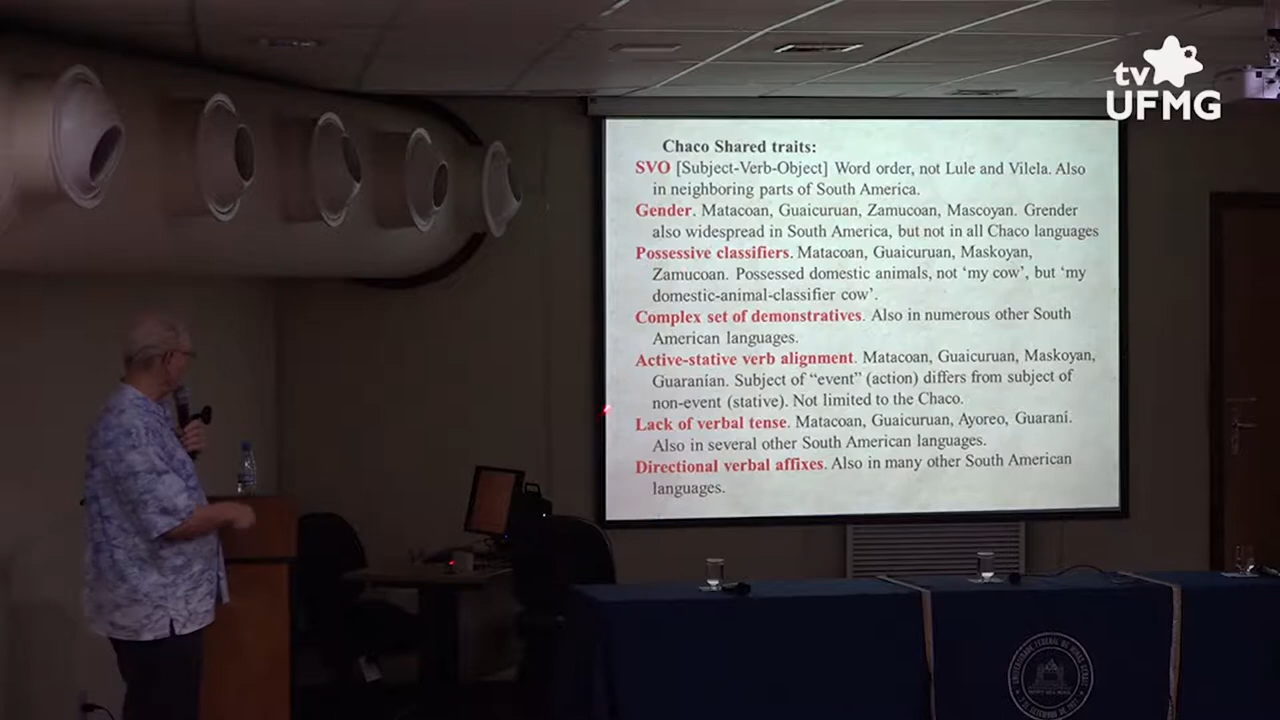 tv
UFMG
Chaco Shared traits:
SVO [Subject-Verb-Object] Word order, not Lule and Vilela. Also
in neighboring parts of South America.
Gender. Matacoan, Guaicuruan, Zamucoan, Mascoyan. Grender
also widespread in South America, but not in all Chaco languages
Possessive classifiers. Matacoan, Guaicuruan, Maskoyan,
Zamucoan. Possessed domestic animals, not ‘my cow’, but ‘my
domestic-animal-classifier cow’.
Complex set of demonstratives. Also in numerous other South
American languages.
Active-stative verb alignment. Matacoan, Guaicuruan, Maskoyan,
Guaranían. Subject of “event” (action) differs from subject of
non-event (stative). Not limited to the Chaco.
Lack of verbal tense. Matacoan, Guaicuruan, Ayoreo, Guaraní.
Also in several other South American languages.
Directional verbal affixes. Also in many other South American
languages.
UNIVERSIDADE FEDERAL DE MINAS GERAIS